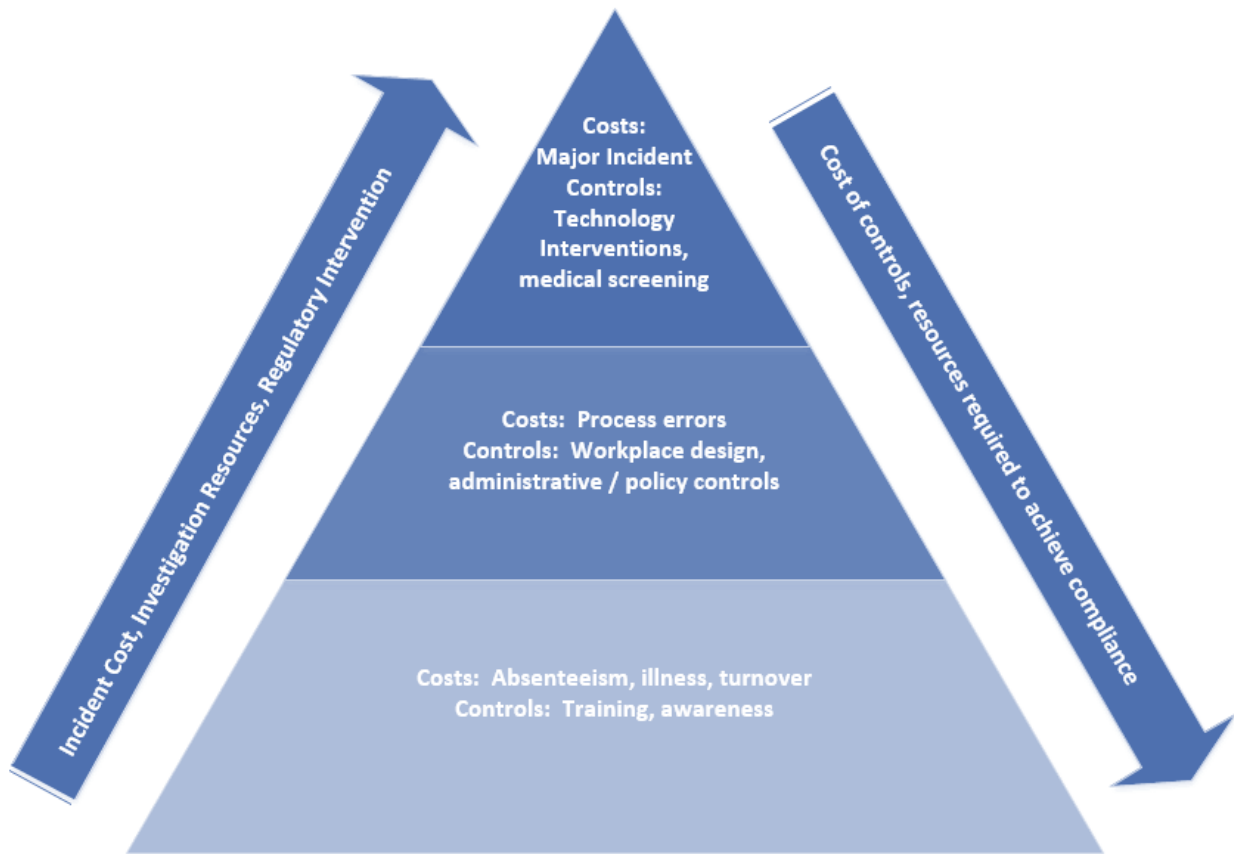 Incident Cost, Investigation Resources, Regulatory Intervention
Costs:
Major Incident
Controls:
Technology
Interventions,
medical screening
Cost of controls, resources required to achieve compliance
Costs:  Process errors
Controls:  Workplace design,
administrative / policy controls
Costs:  Absenteeism, illness, turnover
Controls:  Training, awareness